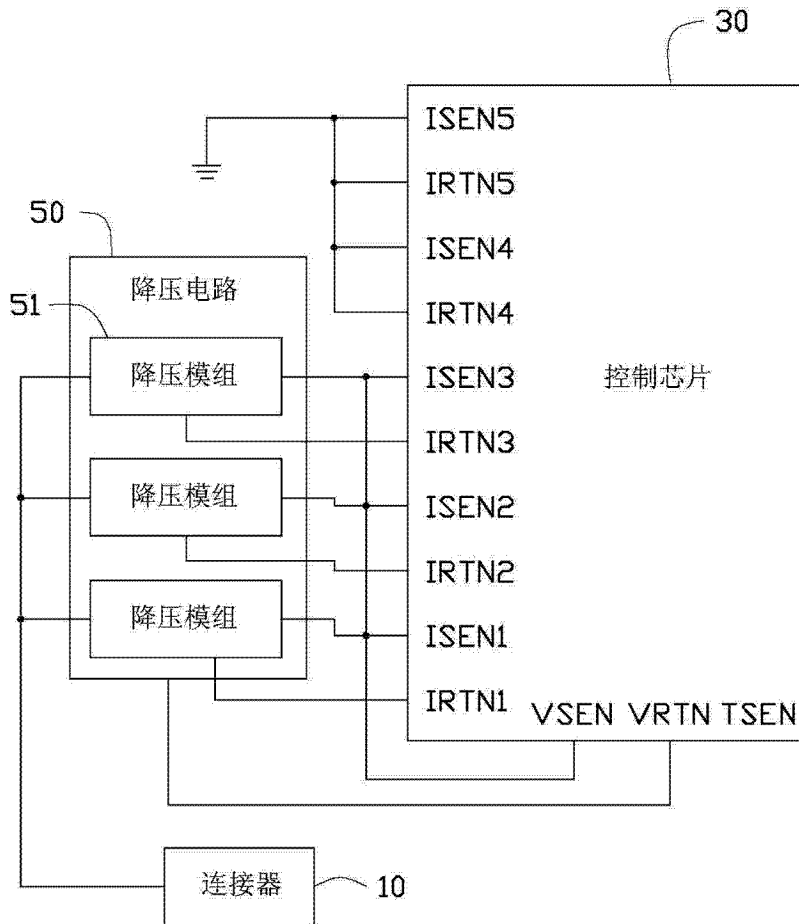 30
ISEN5
IRTN5
50
ISEN4
降压电路
51
IRTN4
降压模组
ISEN3
控制芯片
IRTN3
降压模组
ISEN2
IRTN2
降压模组
ISEN1
IRTN1
VSEN VRTN TSEN
连接器
10